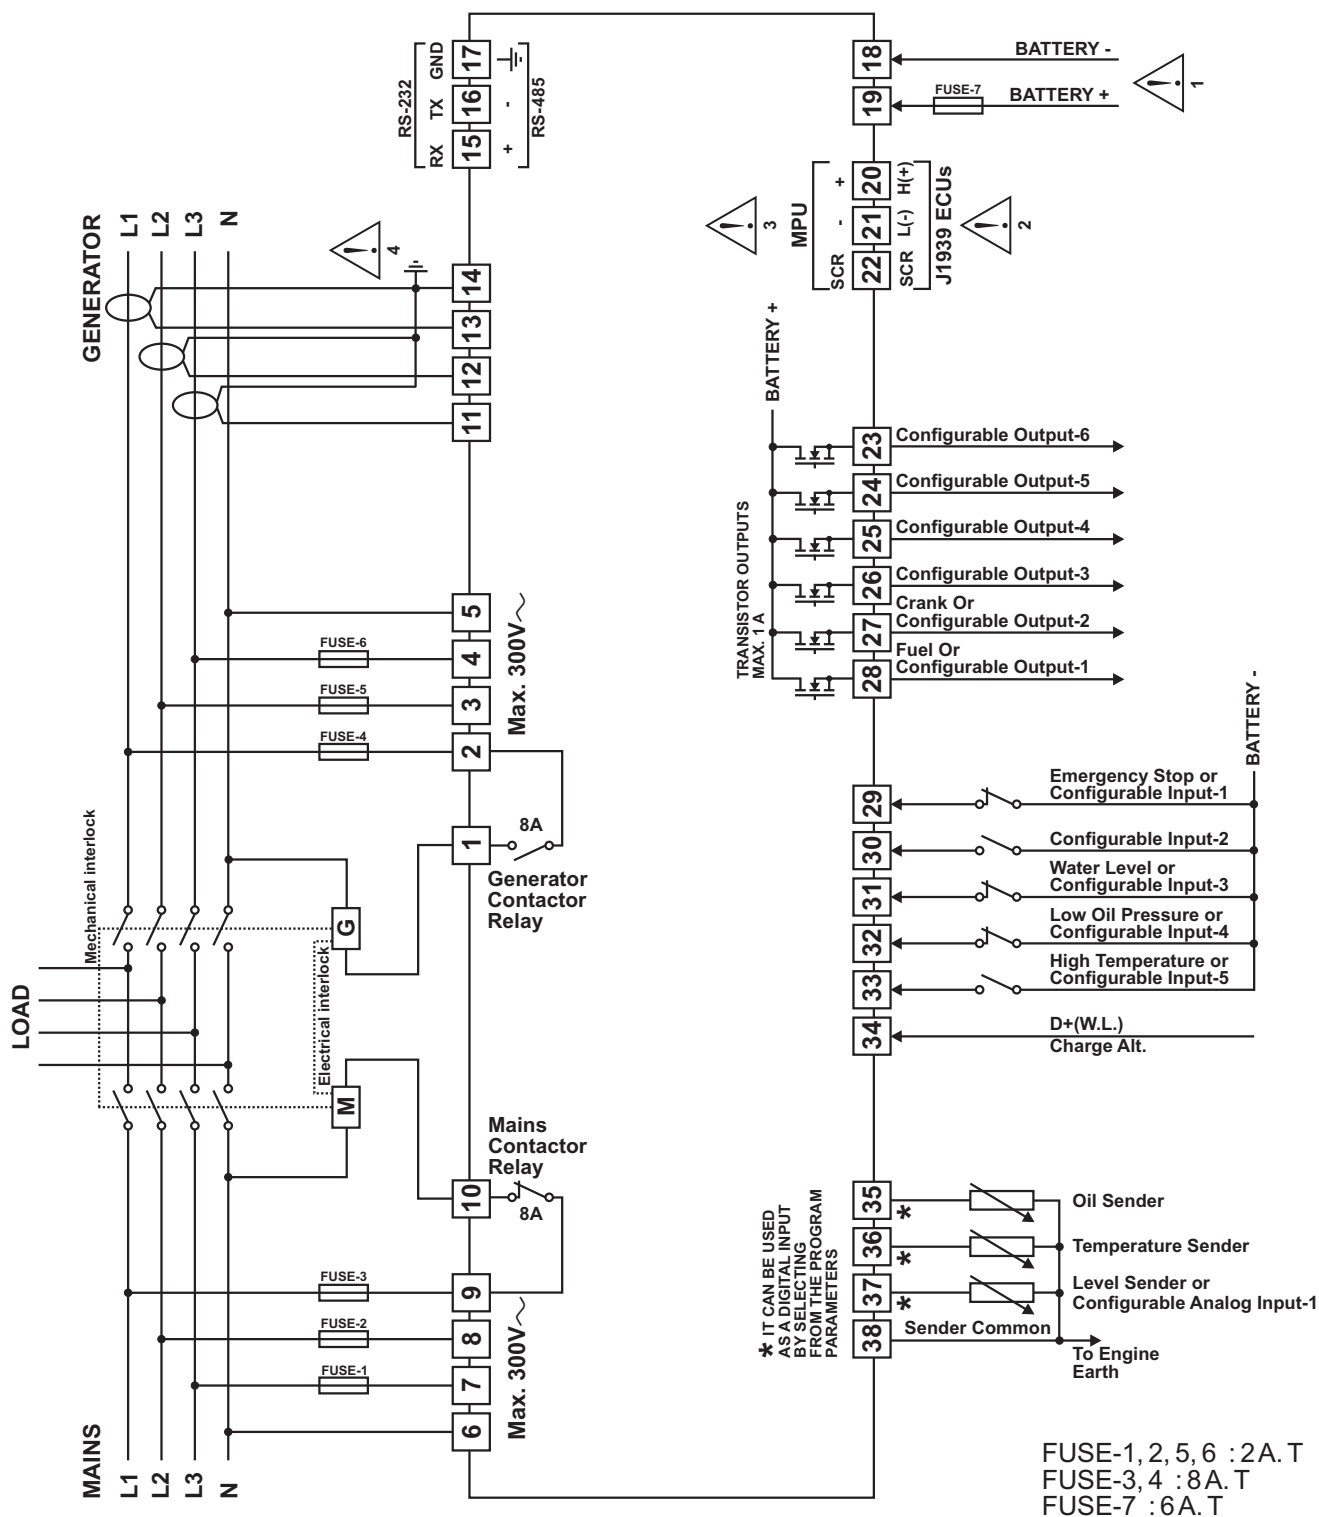 RS-232
GND
TX
RX
17
16
15
-
+
RS-485
18
BATTERY -
19
FUSE-7
BATTERY +
1
MPU
+
-
SCR
20
21
22
H(+)
L(-)
SCR
J1939 ECUs
3
2
GENERATOR
L1
L2
L3
N
4
14
13
12
11
BATTERY +
TRANSISTOR OUTPUTS
MAX. 1 A
23
Configurable Output-6
24
Configurable Output-5
25
Configurable Output-4
26
Configurable Output-3
27
Crank Or
Configurable Output-2
28
Fuel Or
Configurable Output-1
5
FUSE-6
4
FUSE-5
3
FUSE-4
2
Max. 300V
1
8A
Generator
Contactor
Relay
BATTERY -
29
Emergency Stop or
Configurable Input-1
30
Configurable Input-2
31
Water Level or
Configurable Input-3
32
Low Oil Pressure or
Configurable Input-4
33
High Temperature or
Configurable Input-5
34
D+(W.L.)
Charge Alt.
Mechanical interlock
G
Electrical interlock
LOAD
M
Mains
Contactor
Relay
10
8A
FUSE-3
9
FUSE-2
8
FUSE-1
7
6
Max. 300V
* IT CAN BE USED
AS A DIGITAL INPUT
BY SELECTING
FROM THE PROGRAM
PARAMETERS
35
*
Oil Sender
36
*
Temperature Sender
37
*
Level Sender or
Configurable Analog Input-1
38
Sender Common
To Engine
Earth
MAINS
L1
L2
L3
N
FUSE-1, 2, 5, 6 : 2A. T
FUSE-3, 4 : 8A. T
FUSE-7 : 6A. T